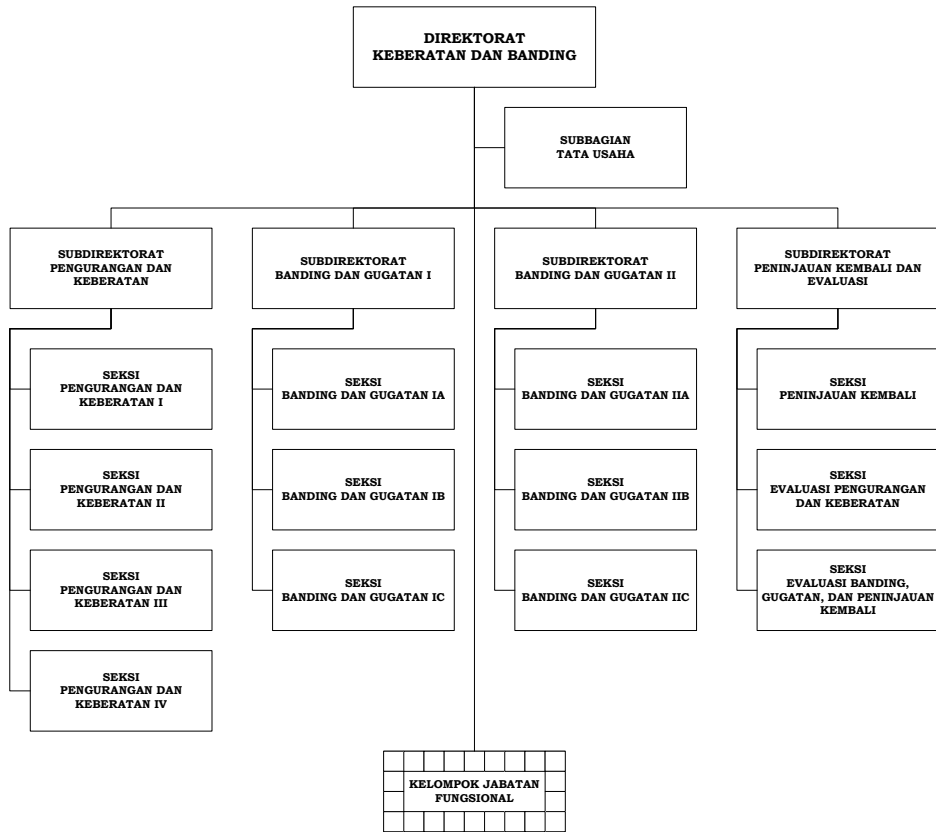 DIREKTORAT
KEBERATAN DAN BANDING
SUBBAGIAN
TATA USAHA
SUBDIREKTORAT
PENGURANGAN DAN
KEBERATAN
SUBDIREKTORAT
BANDING DAN GUGATAN I
SUBDIREKTORAT
BANDING DAN GUGATAN II
SUBDIREKTORAT
PENINJAUAN KEMBALI DAN
EVALUASI
SEKSI
PENGURANGAN DAN
KEBERATAN I
SEKSI
BANDING DAN GUGATAN IA
SEKSI
BANDING DAN GUGATAN IIA
SEKSI
PENINJAUAN KEMBALI
SEKSI
PENGURANGAN DAN
KEBERATAN II
SEKSI
BANDING DAN GUGATAN IB
SEKSI
BANDING DAN GUGATAN IIB
SEKSI
EVALUASI PENGURANGAN
DAN KEBERATAN
SEKSI
PENGURANGAN DAN
KEBERATAN III
SEKSI
BANDING DAN GUGATAN IC
SEKSI
BANDING DAN GUGATAN IIC
SEKSI
EVALUASI BANDING,
GUGATAN, DAN PENINJAUAN
KEMBALI
SEKSI
PENGURANGAN DAN
KEBERATAN IV
KELOMPOK JABATAN
FUNGSIONAL